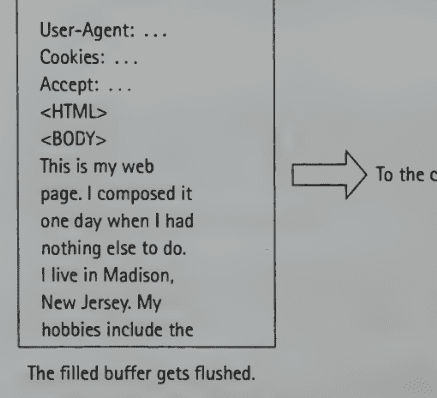 User-Agent: ...
Cookies: ...
Accept: ...
<HTML>
<BODY>
This is my web
page. I composed it
one day when I had
nothing else to do.
I live in Madison,
New Jersey. My
hobbies include the
To the
The filled buffer gets flushed.